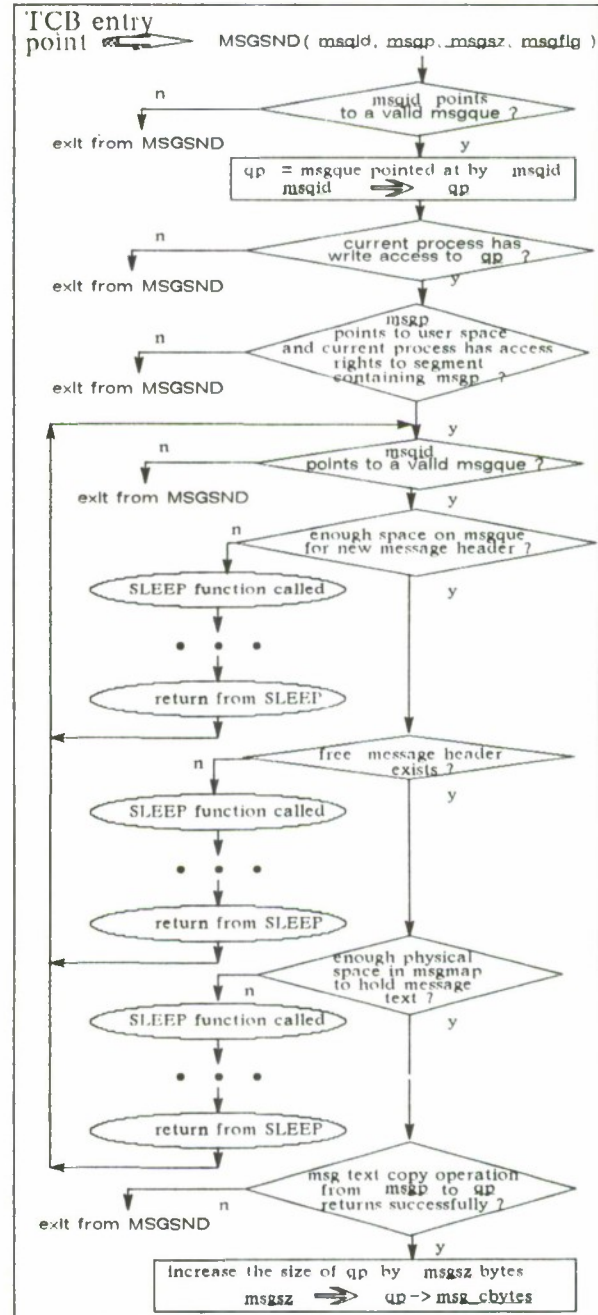 TCB entry
point
MSGSND( msqid, msgp, msgsz, msgflg )
msqid points
to a valid msgque ?
n
exit from MSGSND
y
qp = msgque pointed at by msqid
msqid qp
current process has
write access to qp ?
n
exit from MSGSND
y
msgp
points to user space
and current process has access
rights to segment
containing msgp ?
n
exit from MSGSND
y
msqid
points to a valid msgque ?
n
exit from MSGSND
y
enough space on msgque
for new message header ?
n
y
SLEEP function called
• • •
return from SLEEP
free message header
exists ?
n
y
SLEEP function called
• • •
return from SLEEP
enough physical
space in msgmap
to hold message
text ?
n
y
SLEEP function called
• • •
return from SLEEP
msg text copy operation
from msgp to qp
returns successfully ?
n
exit from MSGSND
y
increase the size of qp by msgsz bytes
msgsz qp -> msg_cbytes